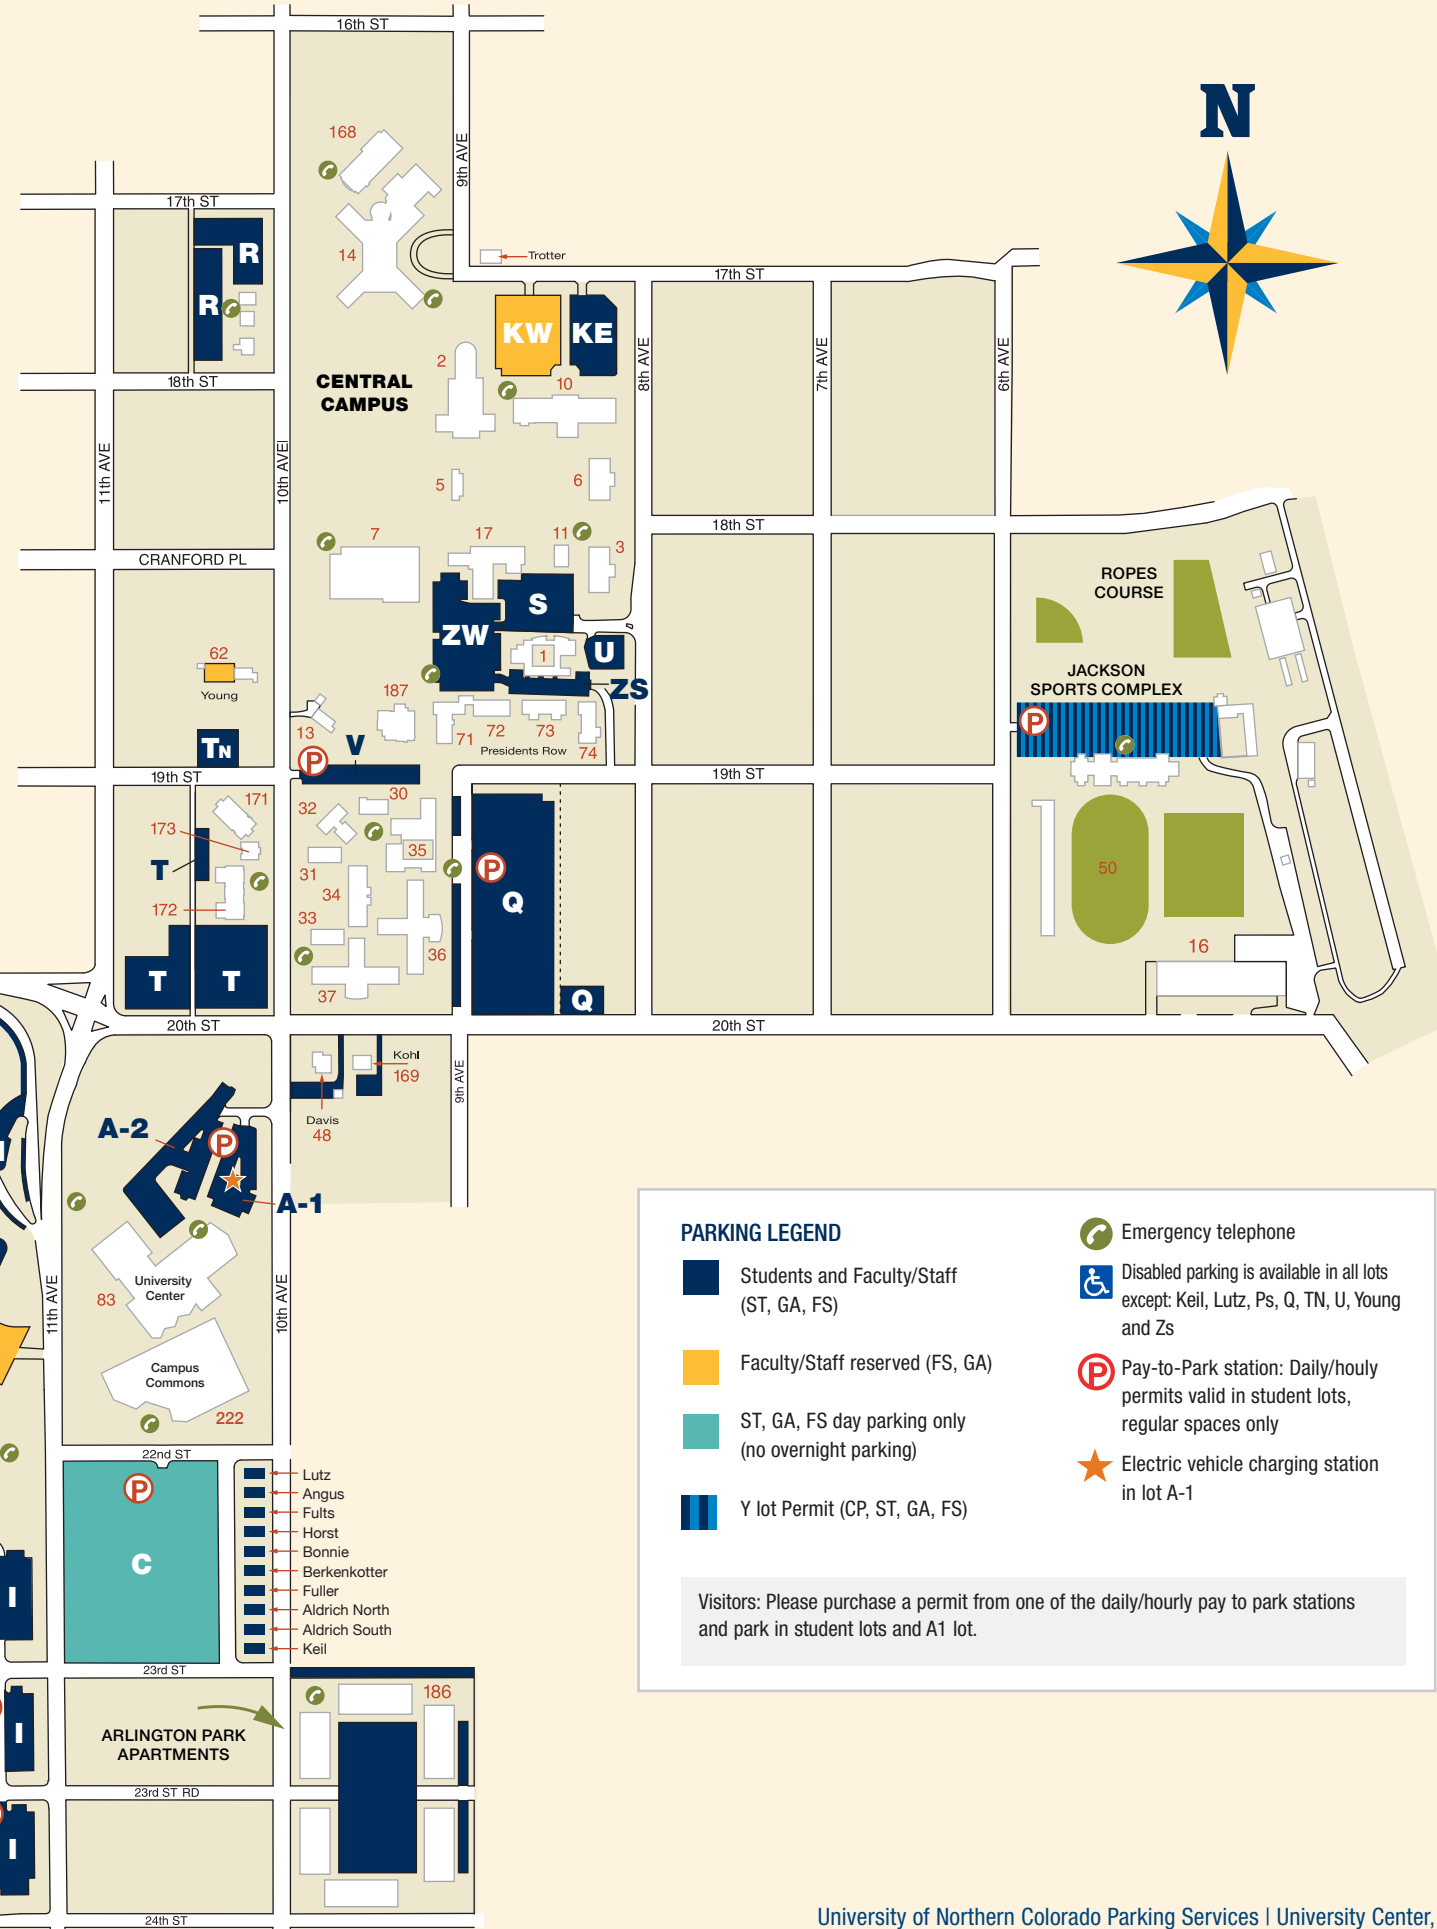 16th ST
N
168
9th AVE
17th ST
R
14
Trotter
17th ST
R
KW
KE
2
8th AVE
7th AVE
6th AVE
18th ST
CENTRAL
CAMPUS
10
11th AVE
10th AVE
5
6
18th ST
7
17
11
3
CRANFORD PL
ROPES
COURSE
S
ZW
U
1
62
Young
JACKSON
SPORTS COMPLEX
ZS
187
P
13
V
71
72
73
74
Presidents Row
TN
P
19th ST
19th ST
171
30
32
173
35
T
31
P
50
34
Q
172
33
36
16
T
T
37
Q
20th ST
20th ST
Kohl
169
9th AVE
Davis
48
A-2
P
A-1
University
Center
83
11th AVE
10th AVE
Campus
Commons
222
22nd ST
P
C
Lutz
Angus
Fults
Horst
Bonnie
Berkenkotter
Fuller
Aldrich North
Aldrich South
Keil
I
23rd ST
186
I
ARLINGTON PARK
APARTMENTS
23rd ST RD
I
24th ST
PARKING LEGEND
Students and Faculty/Staff
(ST, GA, FS)
Faculty/Staff reserved (FS, GA)
ST, GA, FS day parking only
(no overnight parking)
Y lot Permit (CP, ST, GA, FS)
Emergency telephone
Disabled parking is available in all lots
except: Keil, Lutz, Ps, Q, TN, U, Young
and Zs
P
Pay-to-Park station: Daily/houly
permits valid in student lots,
regular spaces only
Electric vehicle charging station
in lot A-1
Visitors: Please purchase a permit from one of the daily/hourly pay to park stations
and park in student lots and A1 lot.
University of Northern Colorado Parking Services | University Center,